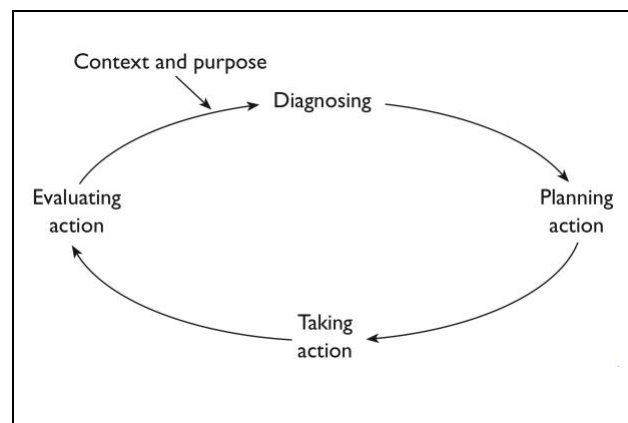 Context and purpose
Diagnosing
Planning
action
Taking
action
Evaluating
action